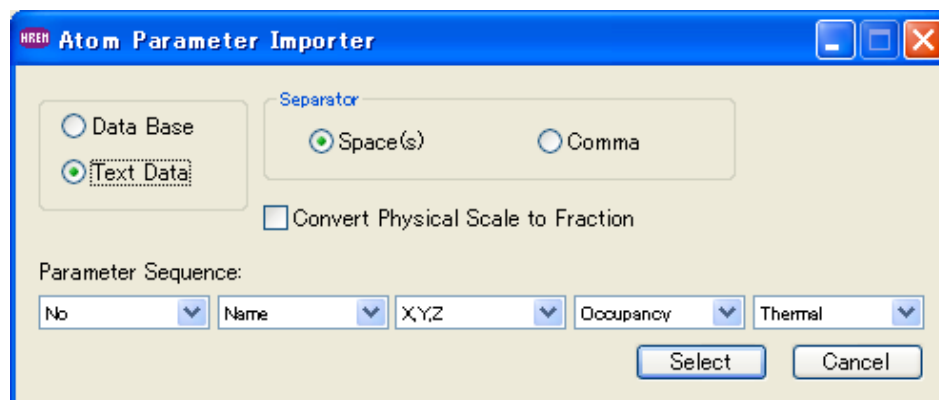 HREM Atom Parameter Importer
Separator
Data Base
Space(s) Comma
Text Data
Convert Physical Scale to Fraction
Parameter Sequence:
No Name X,Y,Z Occupancy Thermal
Select Cancel